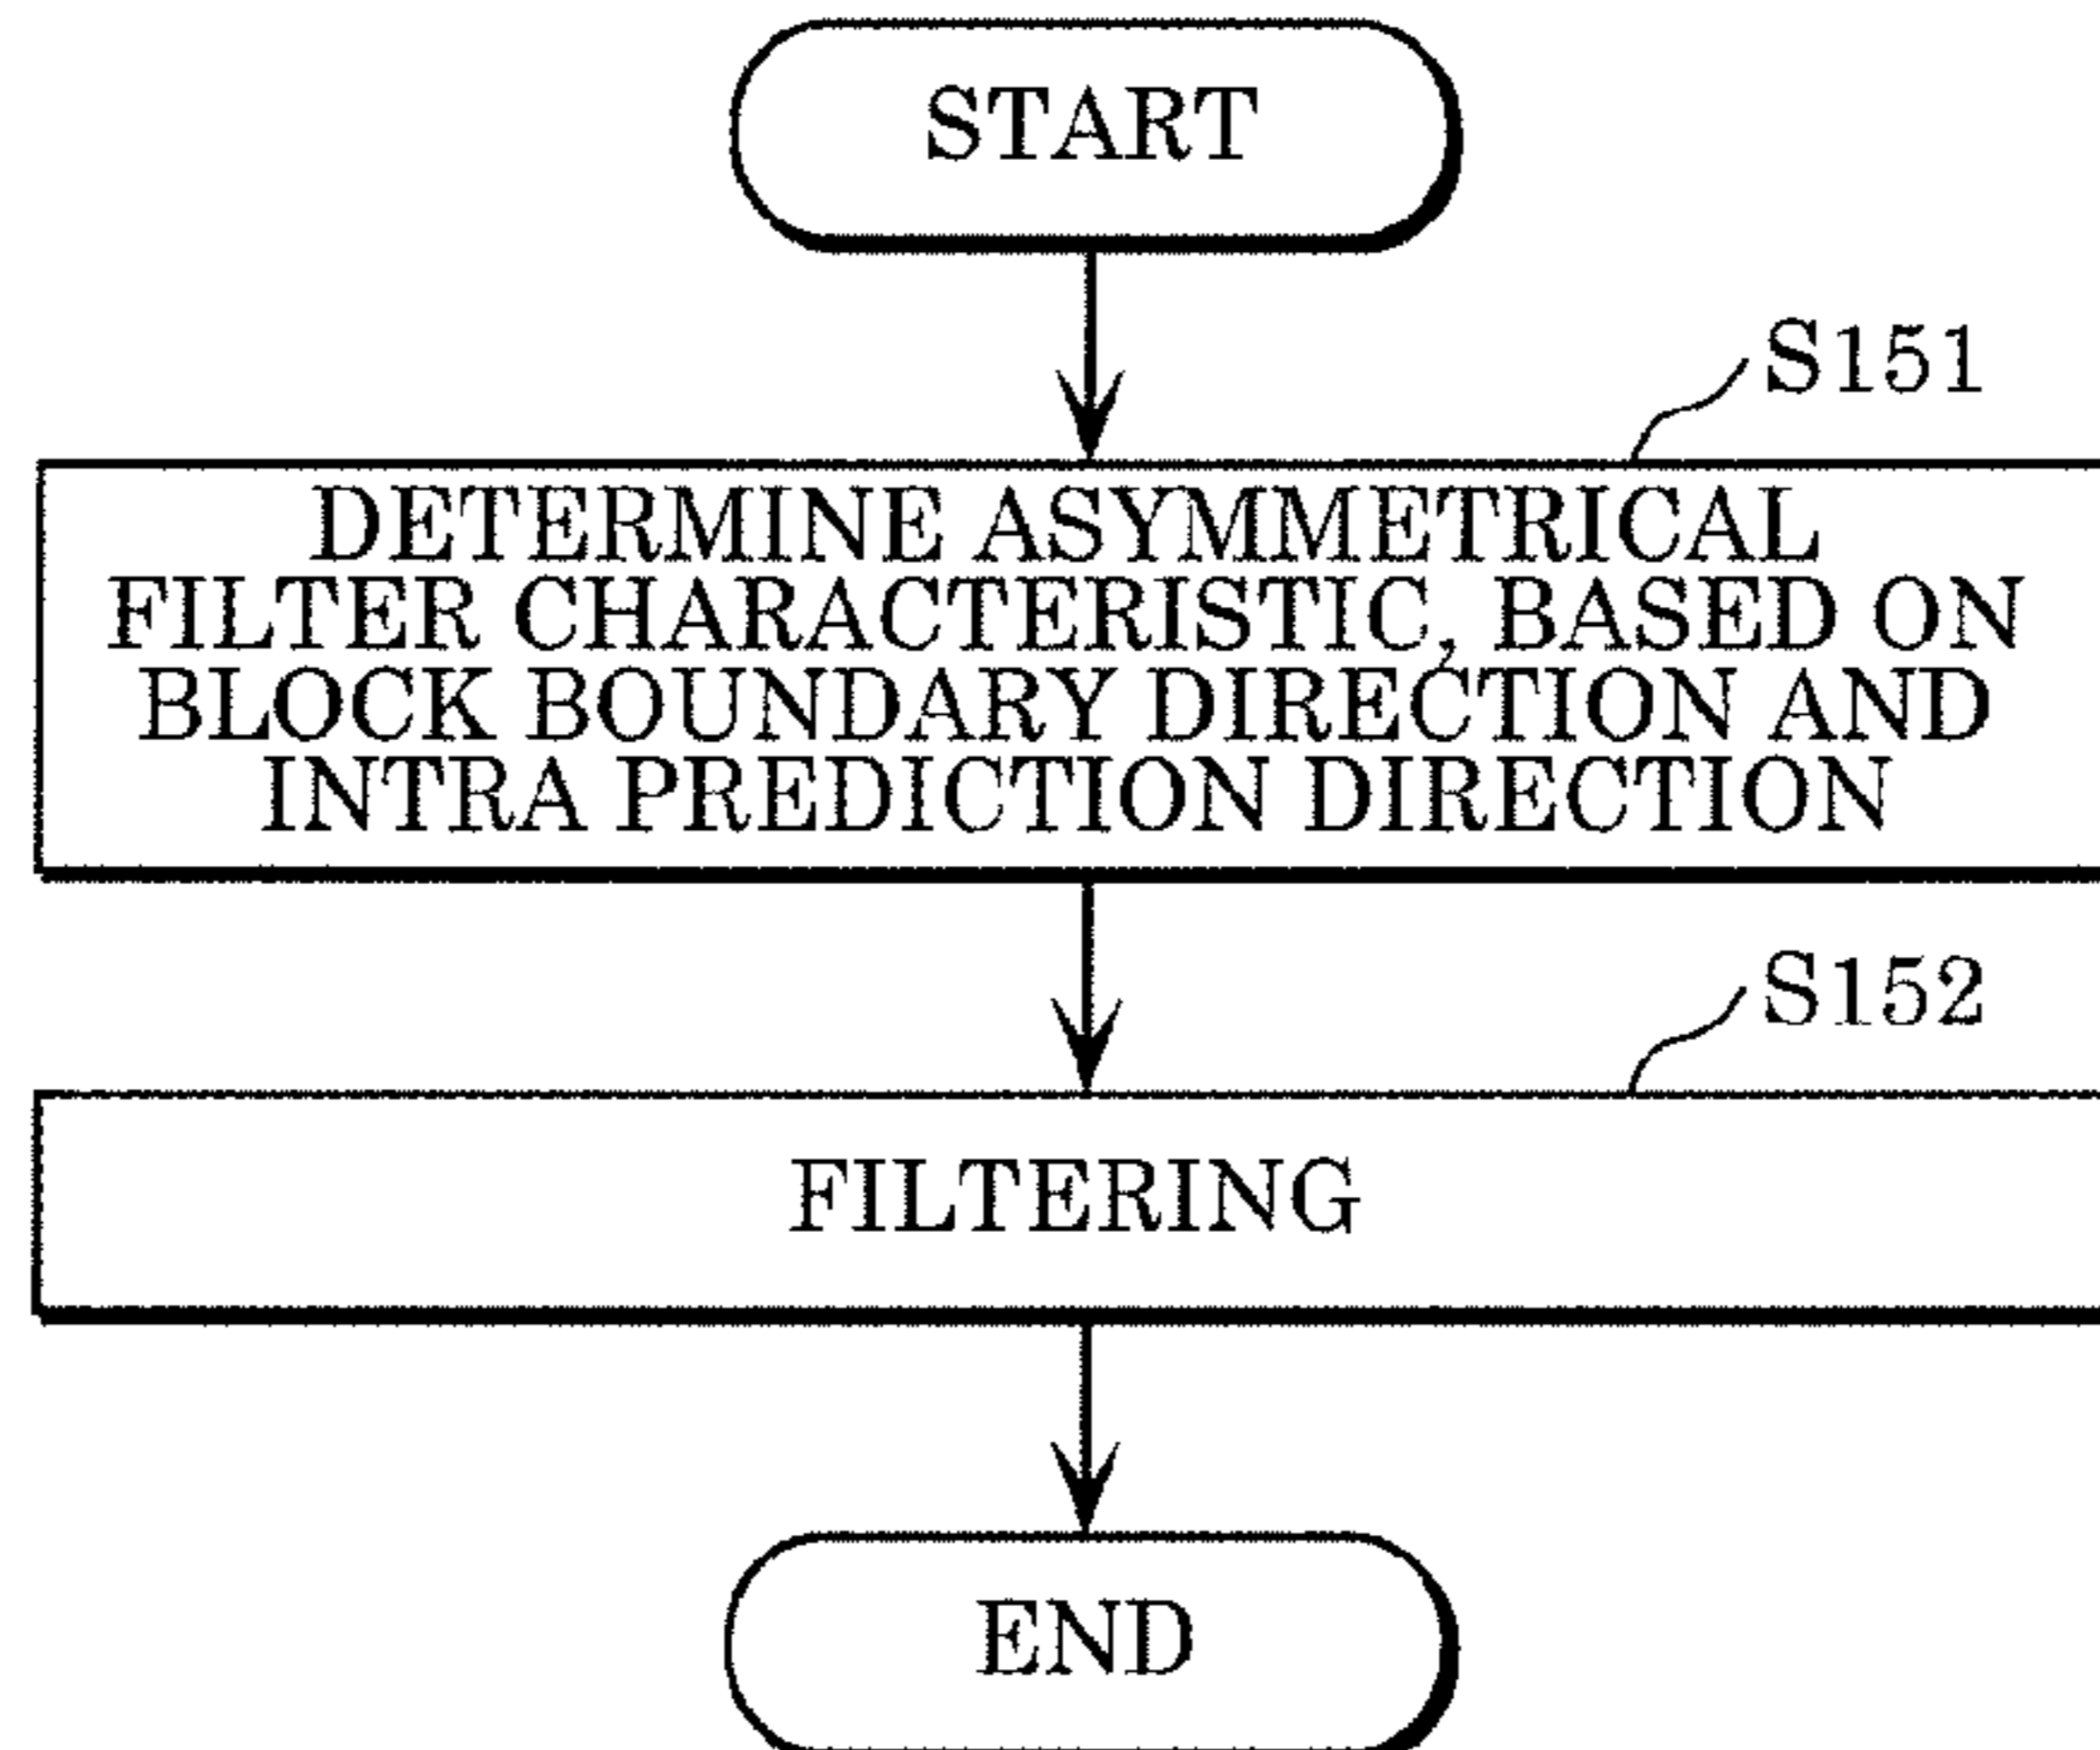 START
S151
DETERMINE ASYMMETRICAL
FILTER CHARACTERISTIC, BASED ON
BLOCK BOUNDARY DIRECTION AND
INTRA PREDICTION DIRECTION
S152
FILTERING
END